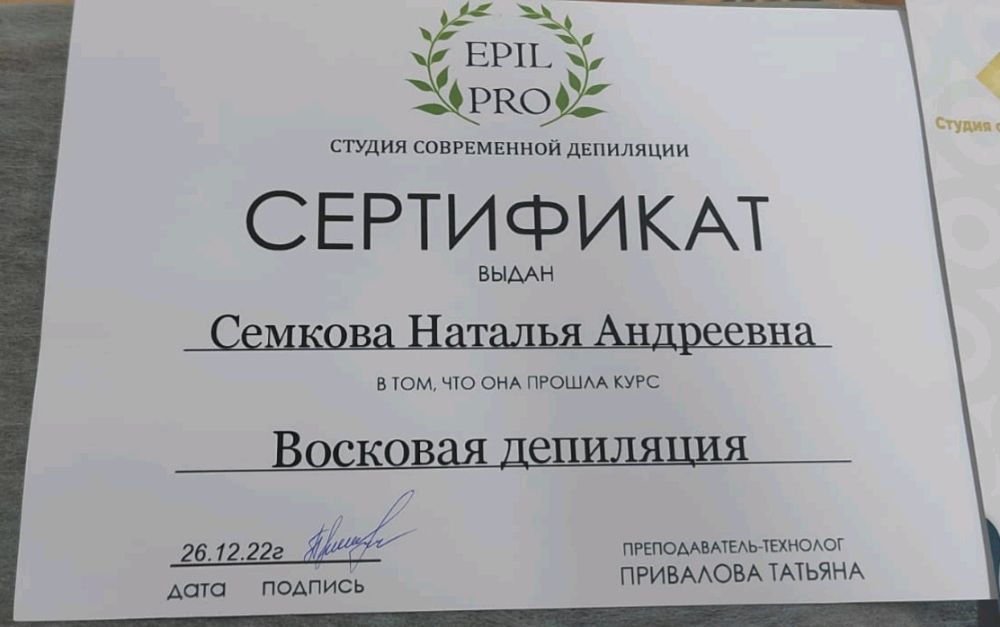 EPIL
PRO
СТУДИЯ СОВРЕМЕННОЙ ДЕПИЛЯЦИИ
СЕРТИФИКАТ
ВЫДАН
Семкова Наталья Андреевна
В ТОМ, ЧТО ОНА ПРОШЛА КУРС
Восковая депиляция
26.12.22г
ДАТА ПОДПИСЬ
ПРЕПОДАВАТЕЛЬ-ТЕХНОЛОГ
ПРИВАЛОВА ТАТЬЯНА
Студия